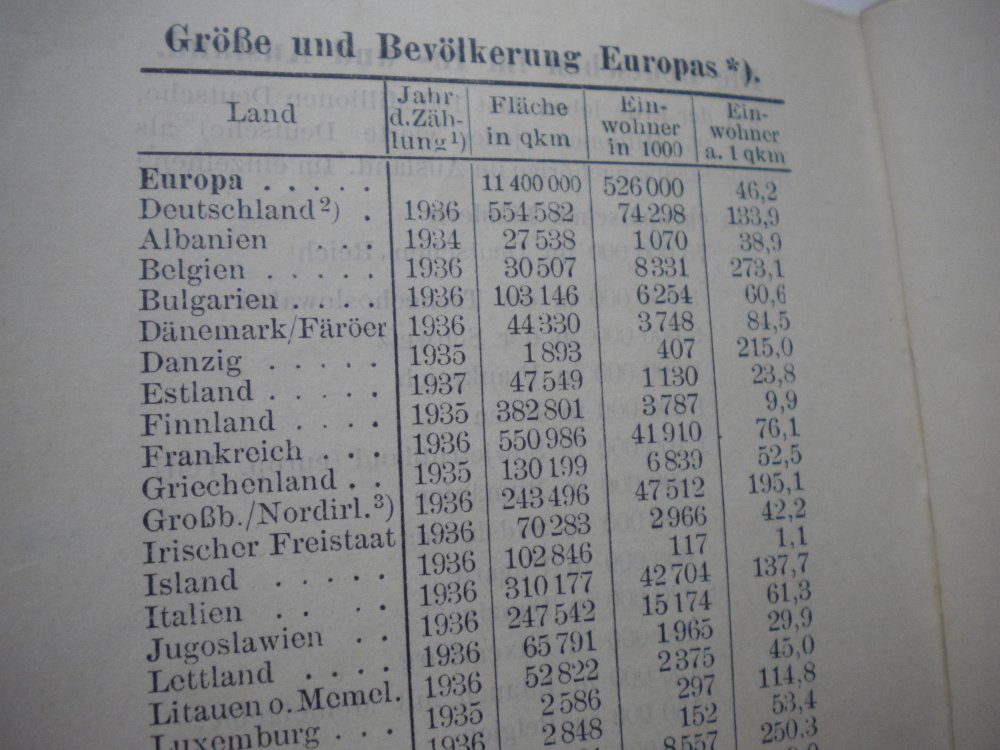 Größe und Bevölkerung Europas *).
Land Jahr d. Zäh- lung ¹) Fläche in qkm Ein- wohner in 1000 Ein- wohner a. 1 qkm
Europa . . . . . 11 400 000 526 000 46,2
Deutschland ²) . 1936 554 582 74 298 133,9
Albanien . . . 1934 27 538 1 070 38,9
Belgien . . . . . 1936 30 507 8 331 273,1
Bulgarien . . . . 1936 103 146 6 254 60,6
Dänemark/Färöer 1936 44 330 3 748 84,5
Danzig . . . . . 1935 1 893 407 215,0
Estland . . . . . 1937 47 549 1 130 23,8
Finnland . . . . 1935 382 801 3 787 9,9
Frankreich . . . 1936 550 986 41 910 76,1
Griechenland . . 1935 130 199 6 839 52,5
Großb./Nordirl. ³) 1936 243 496 47 512 195,1
Irischer Freistaat 1936 70 283 2 966 42,2
Island . . . . . 1936 102 846 117 1,1
Italien . . . . 1936 310 177 42 704 137,7
Jugoslawien . . 1936 247 542 15 174 61,3
Lettland . . . . 1936 65 791 1 965 29,9
Litauen o. Memel. 1936 52 822 2 375 45,0
Luxemburg . . . 1935 2 586 297 114,8
1936 2 848 152 53,4
8 557 250,3